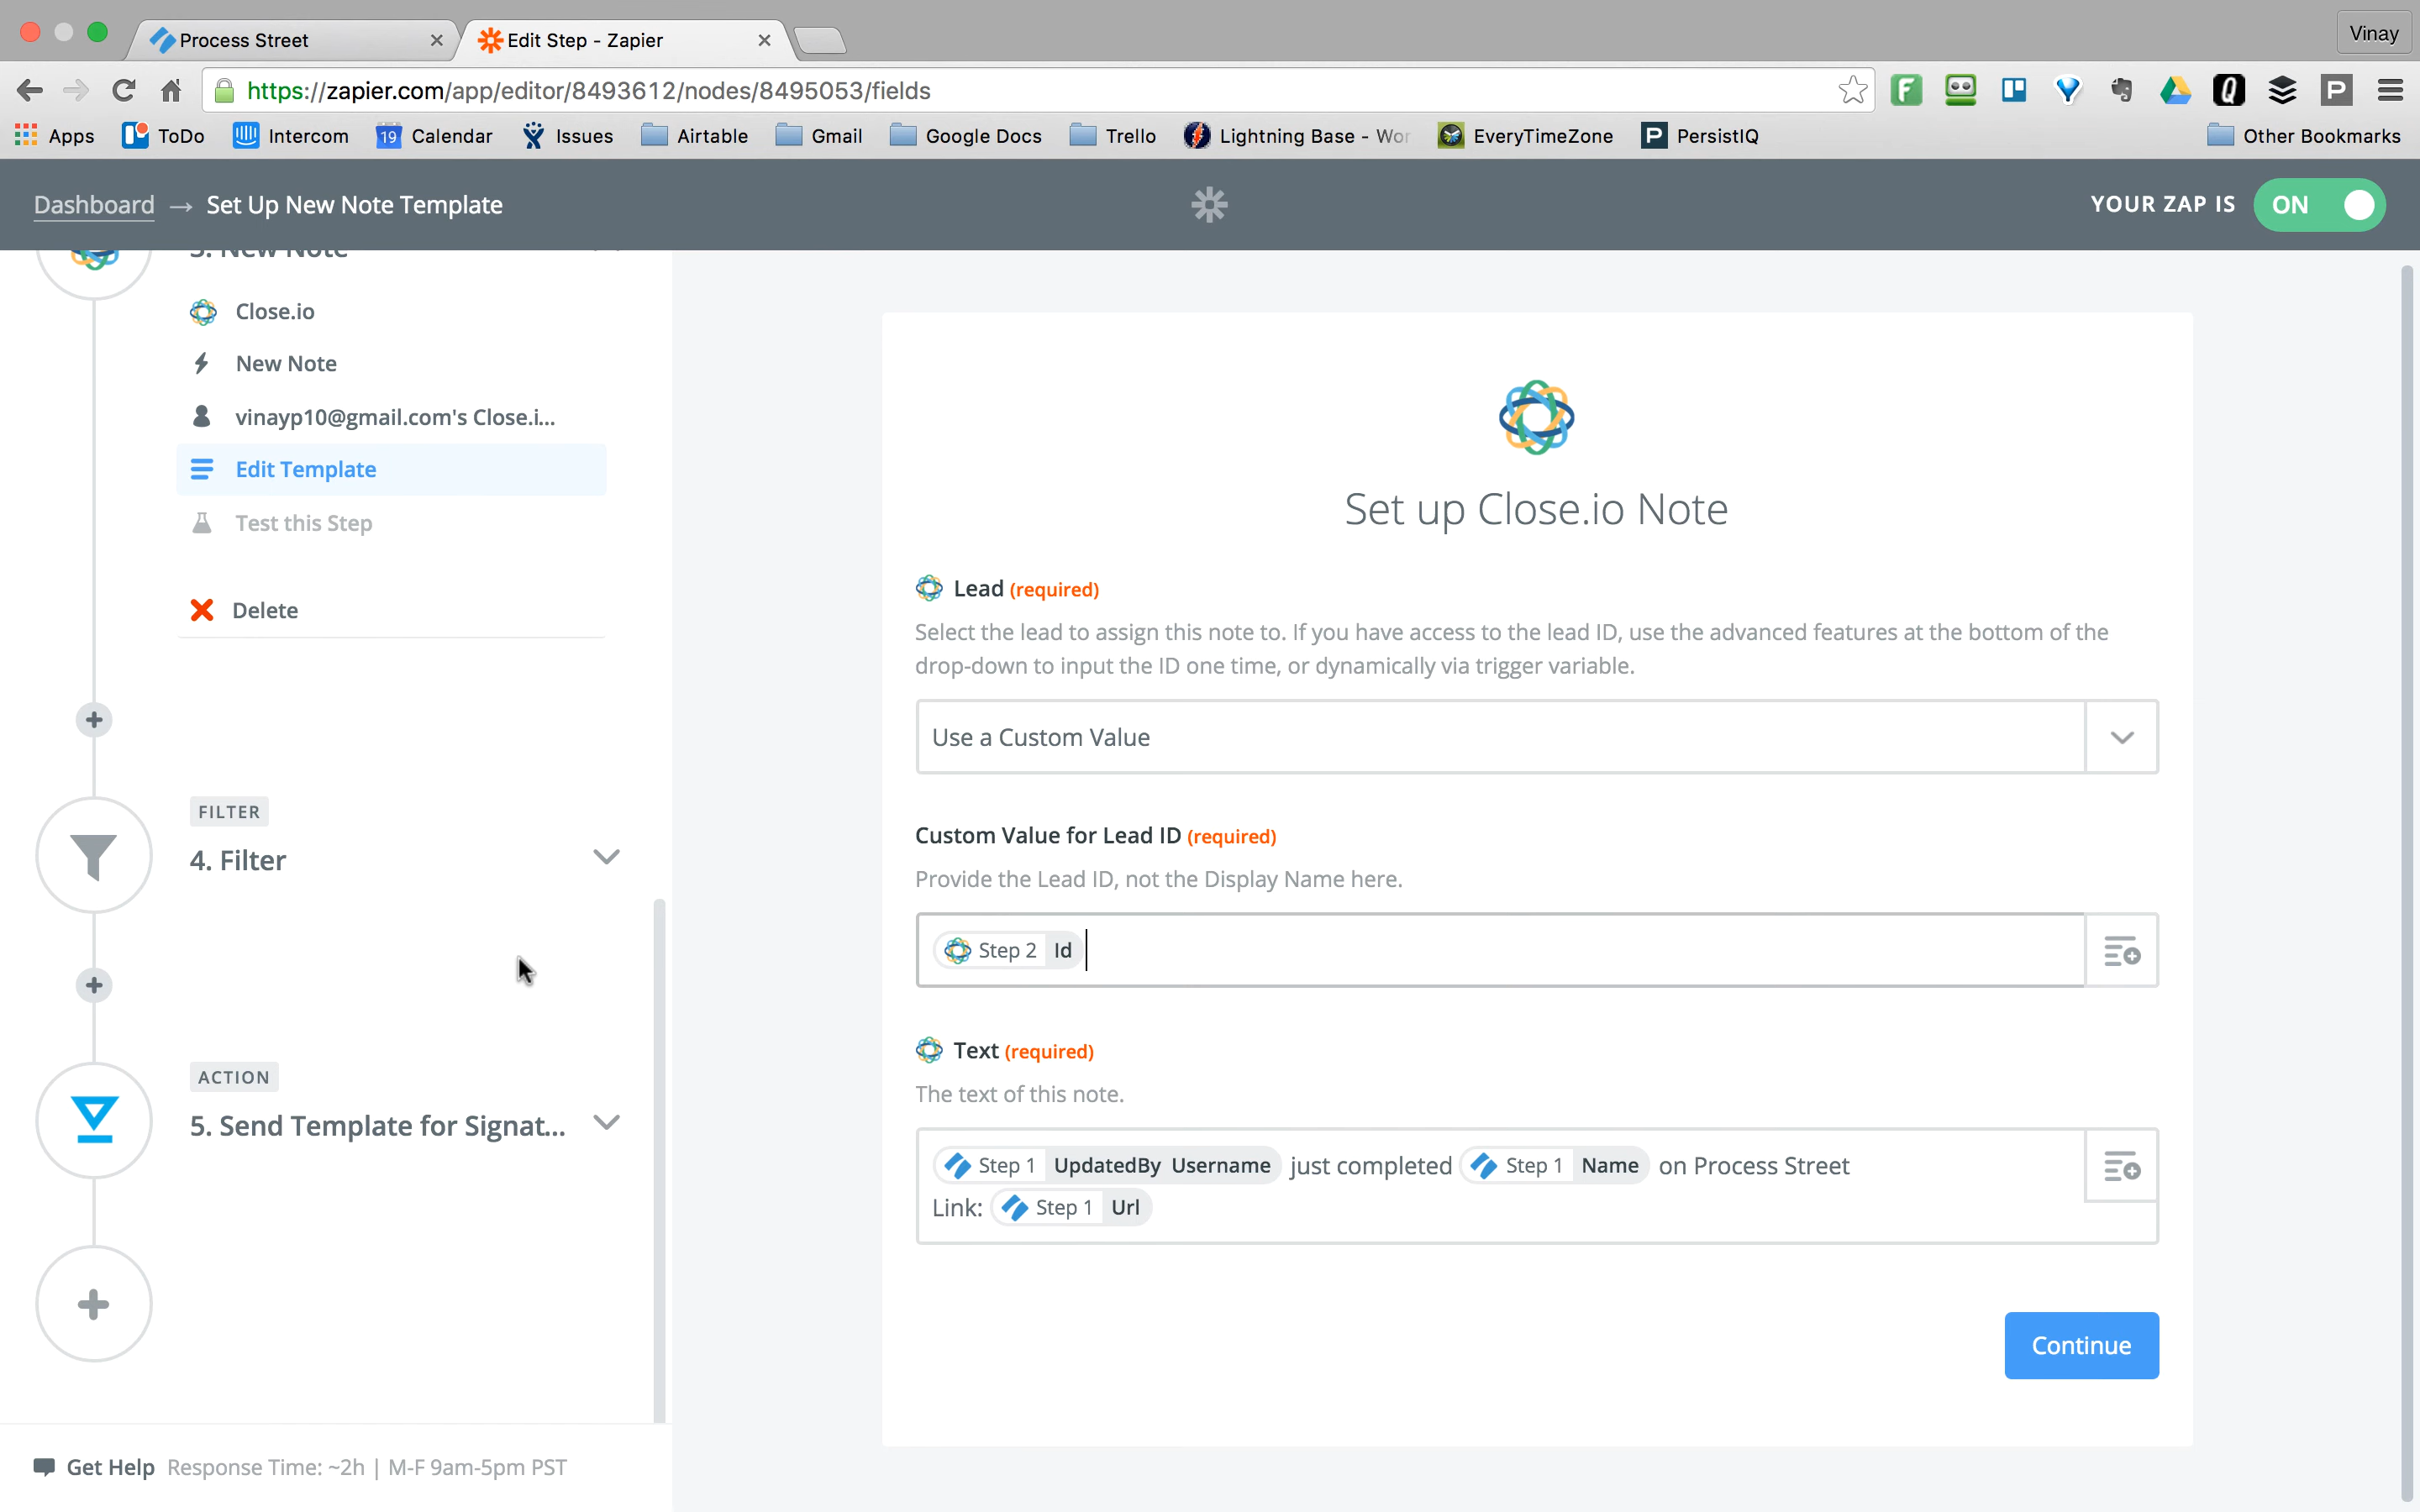 Process Street
Edit Step - Zapier
Vinay
https://zapier.com/app/editor/8493612/nodes/8495053/fields
Apps
ToDo
Intercom
19
Calendar
Issues
Airtable
Gmail
Google Docs
Trello
Lightning Base - Wor
EveryTimeZone
PersistIQ
Other Bookmarks
Dashboard → Set Up New Note Template
YOUR ZAP IS ON
3. New Note
Close.io
New Note
vinayp10@gmail.com's Close.i...
Edit Template
Test this Step
Delete
FILTER
4. Filter
ACTION
5. Send Template for Signat...
Get Help Response Time: ~2h | M-F 9am-5pm PST
Set up Close.io Note
Lead (required)
Select the lead to assign this note to. If you have access to the lead ID, use the advanced features at the bottom of the
drop-down to input the ID one time, or dynamically via trigger variable.
Use a Custom Value
Custom Value for Lead ID (required)
Provide the Lead ID, not the Display Name here.
Step 2 Id
Text (required)
The text of this note.
Step 1 UpdatedBy Username just completed Step 1 Name on Process Street
Link: Step 1 Url
Continue